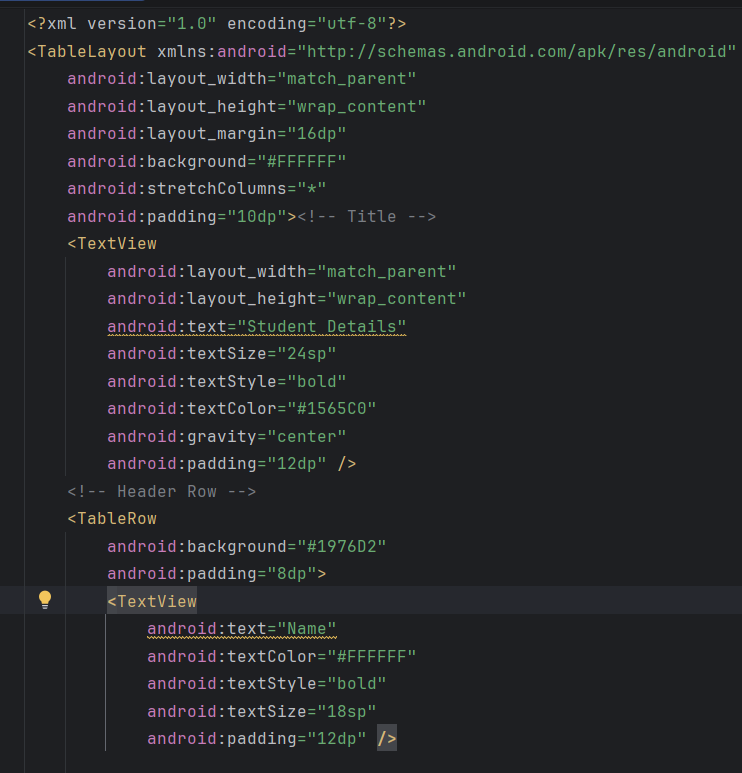 <?xml version="1.0" encoding="utf-8"?>
<TableLayout xmlns:android="http://schemas.android.com/apk/res/android"
    android:layout_width="match_parent"
    android:layout_height="wrap_content"
    android:layout_margin="16dp"
    android:background="#FFFFFF"
    android:stretchColumns="*"
    android:padding="10dp"><!-- Title -->
    <TextView
        android:layout_width="match_parent"
        android:layout_height="wrap_content"
        android:text="Student Details"
        android:textSize="24sp"
        android:textStyle="bold"
        android:textColor="#1565C0"
        android:gravity="center"
        android:padding="12dp" />
    <!-- Header Row -->
    <TableRow
        android:background="#1976D2"
        android:padding="8dp">
        <TextView
            android:text="Name"
            android:textColor="#FFFFFF"
            android:textStyle="bold"
            android:textSize="18sp"
            android:padding="12dp" />